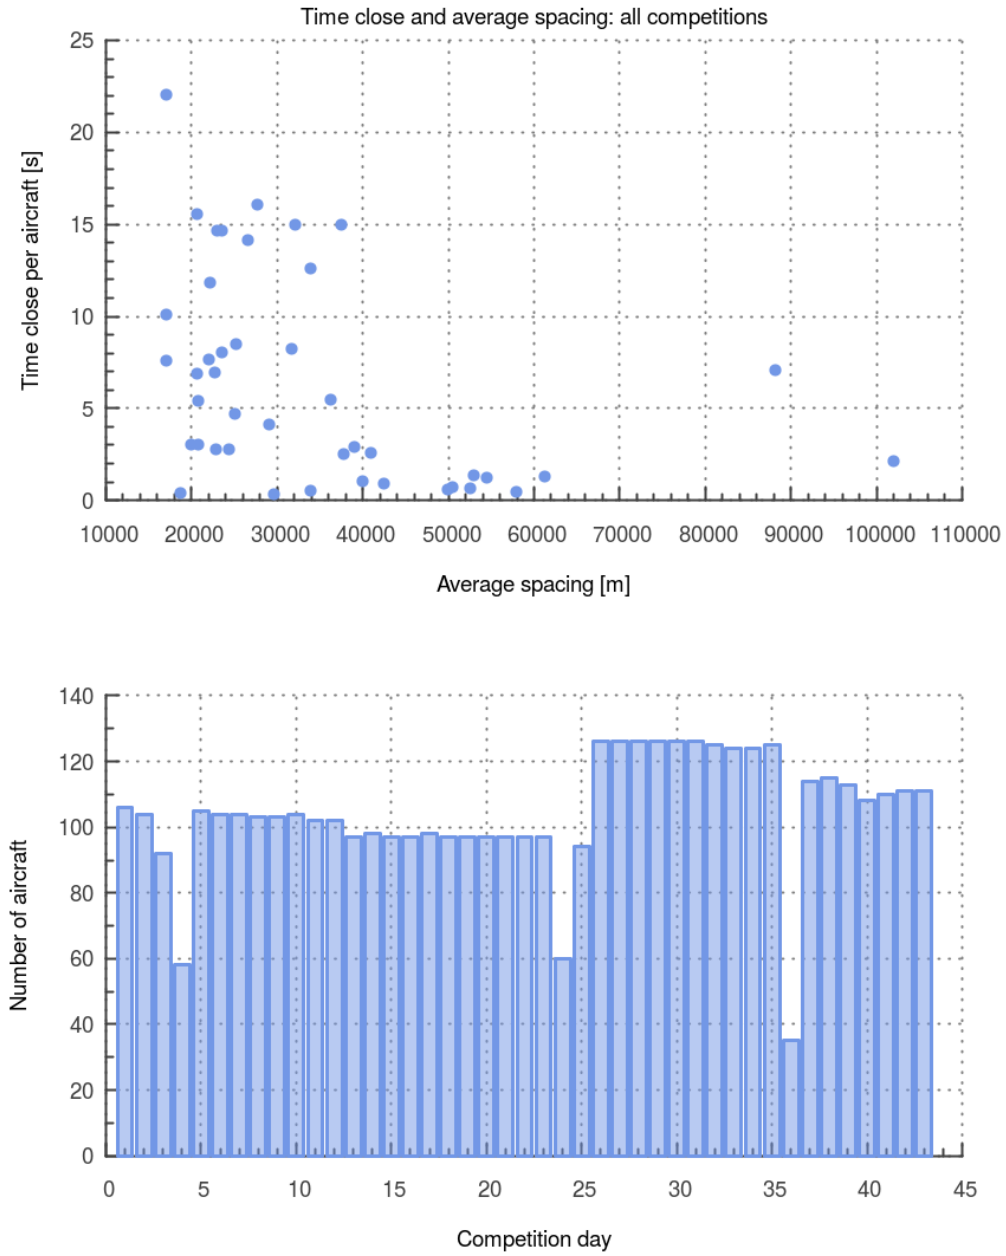 Time close and average spacing: all competitions
25
20
15
10
5
0
Time close per aircraft [s]
10000 20000 30000 40000 50000 60000 70000 80000 90000 100000 110000
Average spacing [m]
140
120
100
80
60
40
20
0
Number of aircraft
0 5 10 15 20 25 30 35 40 45
Competition day